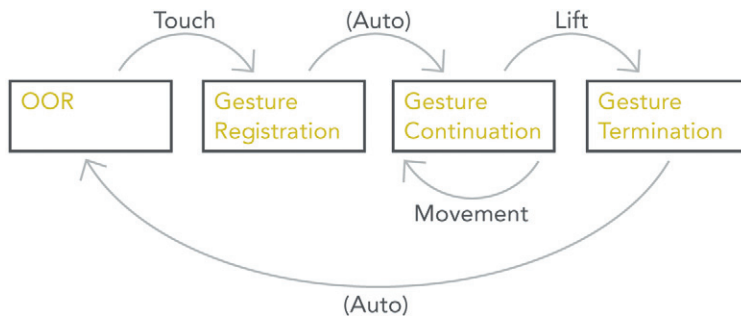 Touch
(Auto)
Lift
OOR
Gesture
Registration
Gesture
Continuation
Gesture
Termination
Movement
(Auto)